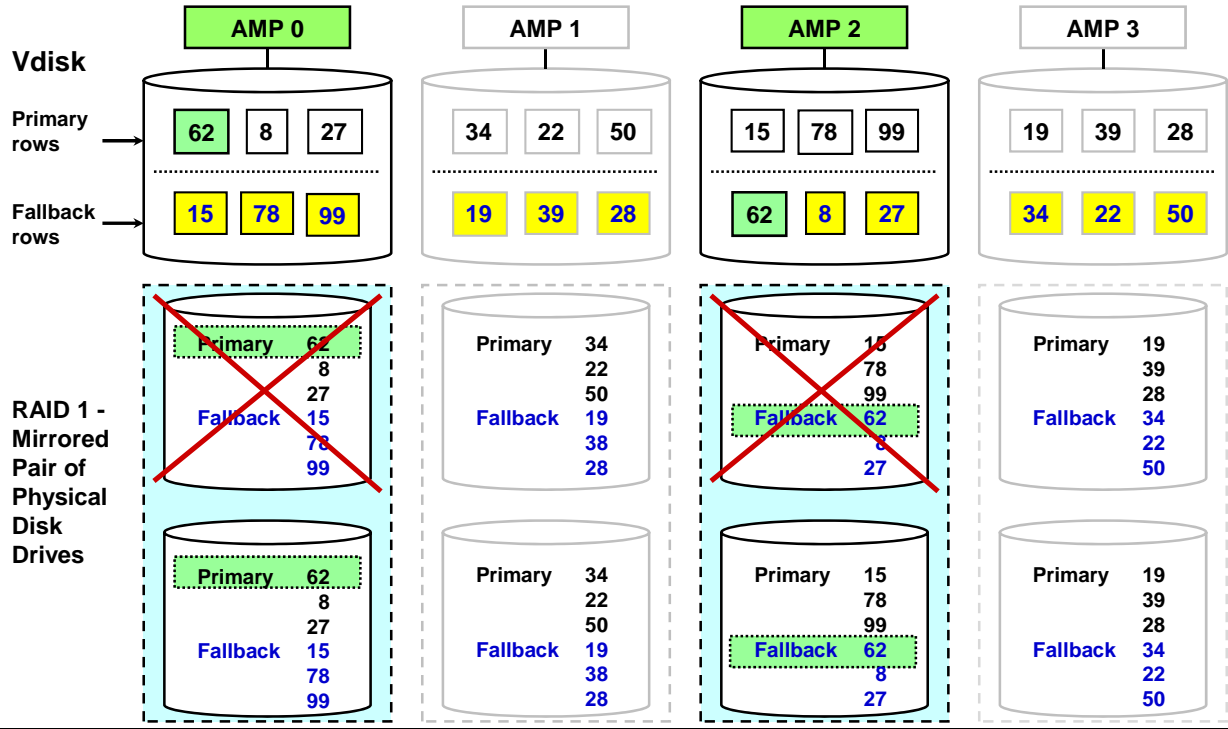 AMP 0 AMP 1 AMP 2 AMP 3
Vdisk
Primary
rows
62 8 27 34 22 50 15 78 99 19 39 28
Fallback
rows
15 78 99 19 39 28 62 8 27 34 22 50
RAID 1 -
Mirrored
Pair of
Physical
Disk
Drives
Primary 62 Primary 34 Primary 15 Primary 19
8 22 78 39
27 50 99 28
Fallback 15 Fallback 19 Fallback 62 Fallback 34
78 38 8 22
99 28 27 50
Primary 62 Primary 34 Primary 15 Primary 19
8 22 78 39
27 50 99 28
Fallback 15 Fallback 19 Fallback 62 Fallback 34
78 38 8 22
99 28 27 50